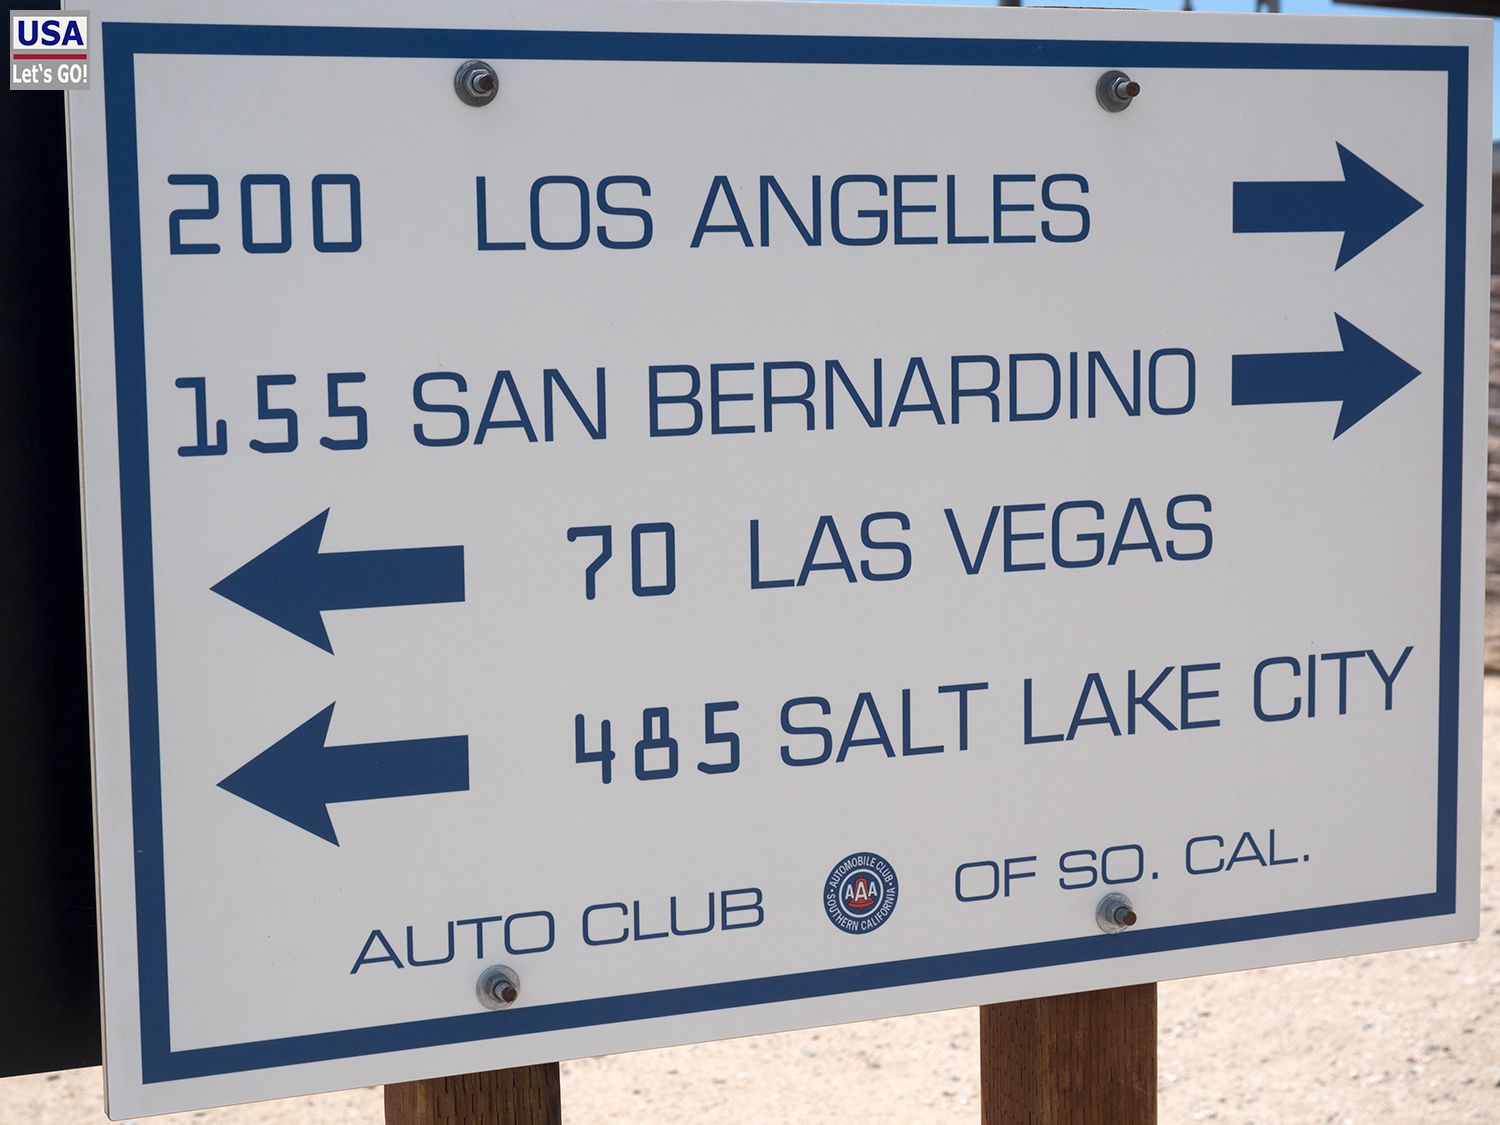 USA
Let's GO!
200 LOS ANGELES
155 SAN BERNARDINO
70 LAS VEGAS
485 SALT LAKE CITY
AUTO CLUB OF SO. CAL.
AUTOMOBILE CLUB
AAA
SOUTHERN CALIFORNIA